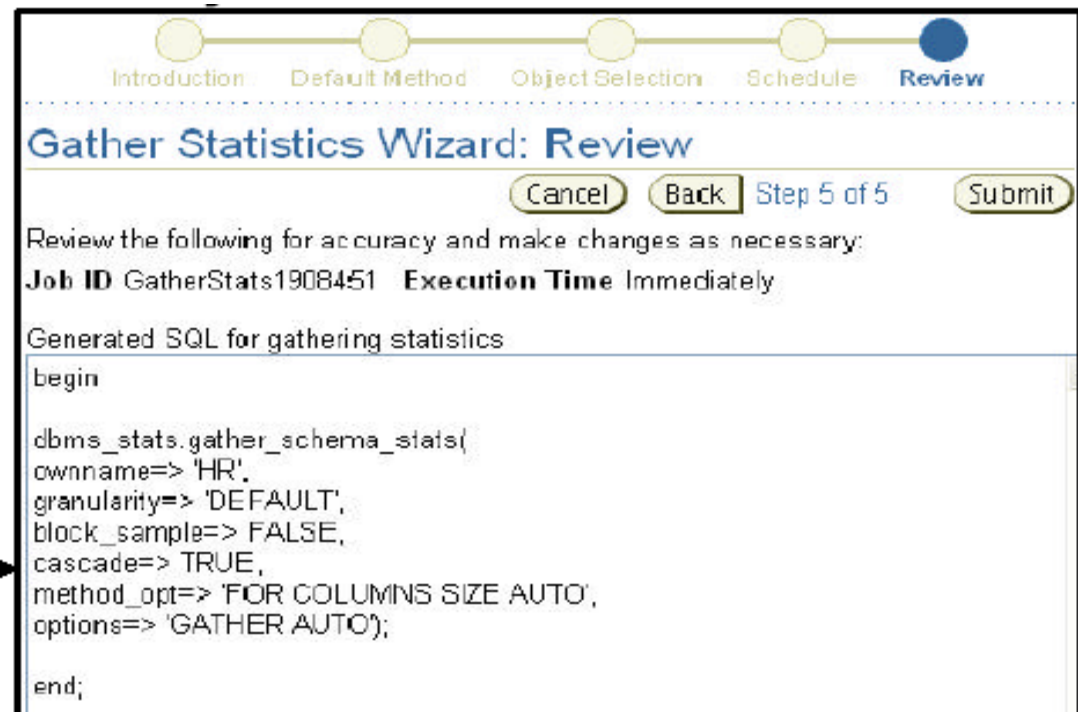 Introduction Default Method Object Selection Schedule Review
Gather Statistics Wizard: Review
Cancel Back Step 5 of 5 Submit
Review the following for accuracy and make changes as necessary:
Job ID GatherStats1908451 Execution Time Immediately
Generated SQL for gathering statistics
begin
dbms_stats.gather_schema_stats(
ownname=> 'HR',
granularity=> 'DEFAULT',
block_sample=> FALSE,
cascade=> TRUE,
method_opt=> 'FOR COLUMNS SIZE AUTO',
options=> 'GATHER AUTO');
end;